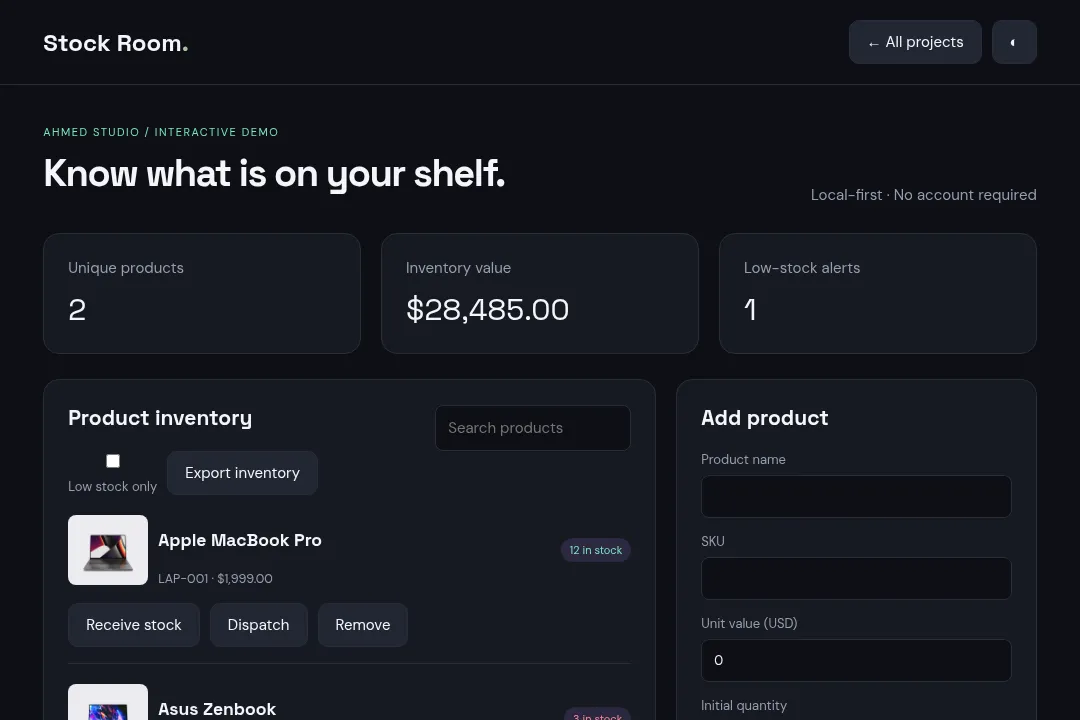 Stock Room.
← All projects
AHMED STUDIO / INTERACTIVE DEMO
Know what is on your shelf.
Local-first · No account required
Unique products
2
Inventory value
$28,485.00
Low-stock alerts
1
Product inventory
Search products
Low stock only
Export inventory
Apple MacBook Pro
LAP-001 · $1,999.00
12 in stock
Receive stock
Dispatch
Remove
Asus Zenbook
3 in stock
Add product
Product name
SKU
Unit value (USD)
0
Initial quantity